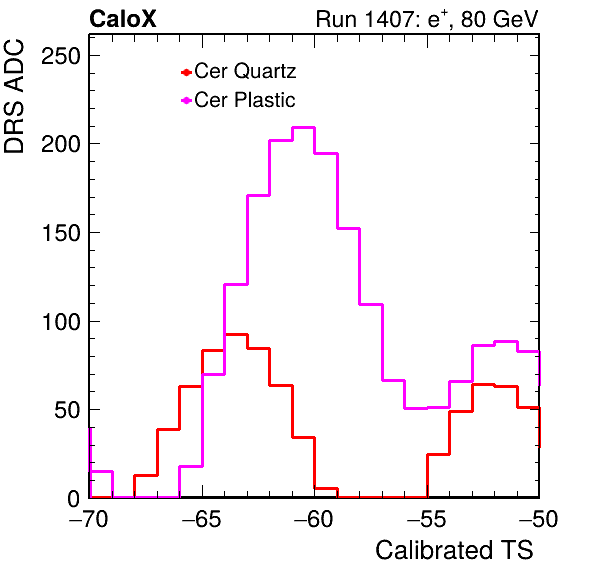 CaloX
Run 1407: e+, 80 GeV
DRS ADC
Cer Quartz
Cer Plastic
250
200
150
100
50
0
−70 −65 −60 −55 −50
Calibrated TS